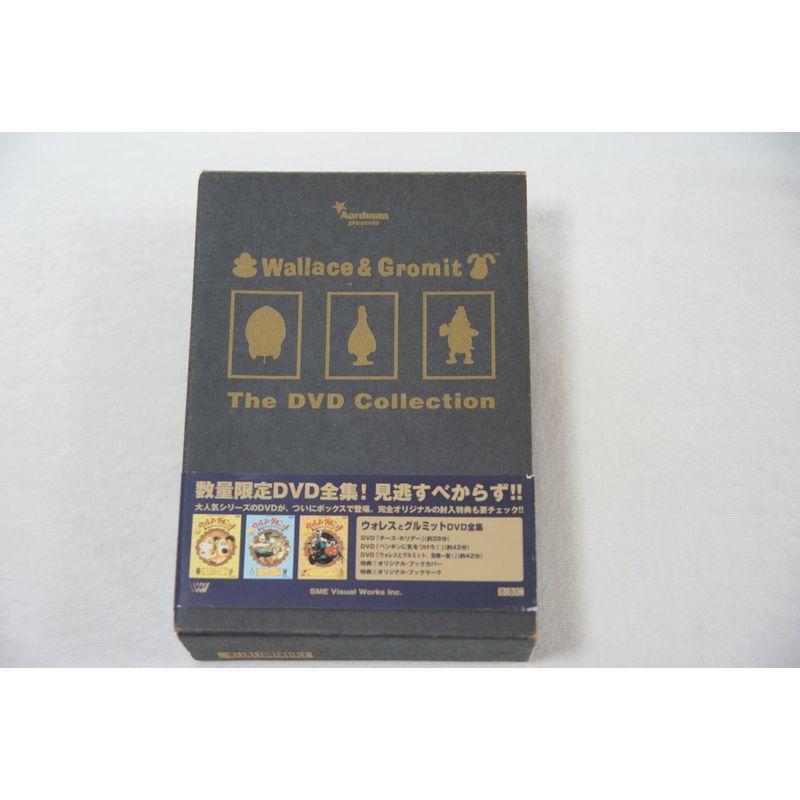 Aardman
presents
Wallace & Gromit
The DVD Collection
数量限定DVD全集! 見逃すべからず!!
大人気シリーズのDVDが、ついにボックスで登場。完全オリジナルの封入特典も要チェック!!
ウォレスとグルミットDVD全集
DVD「チーズ・ホリデー」(約28分)
DVD「ペンギンに気をつけろ!」(約42分)
DVD「ウォレスとグルミット、危機一髪!」(約42分)
特典①オリジナル・ブックカバー
特典②オリジナル・ブックマーク
SME Visual Works Inc.
BBC